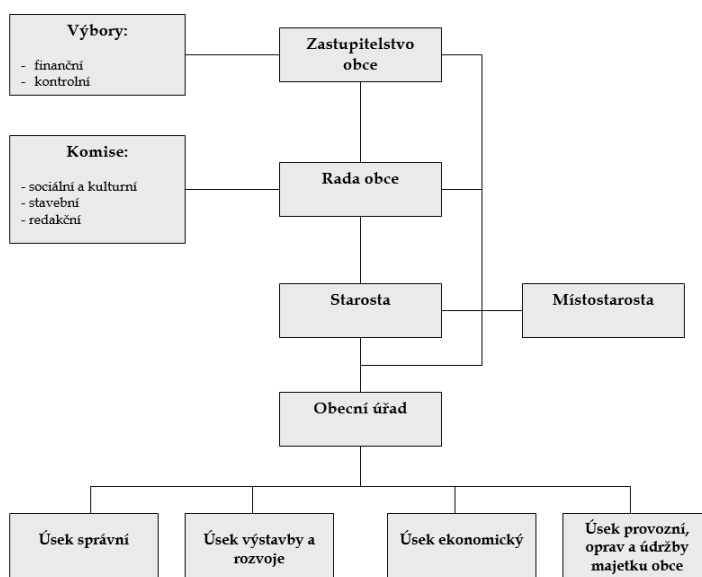 Výbory:
- finanční
- kontrolní
Zastupitelstvo
obce
Komise:
- sociální a kulturní
- stavební
- redakční
Rada obce
Starosta
Místostarosta
Obecní úřad
Úsek správní
Úsek výstavby a
rozvoje
Úsek ekonomický
Úsek provozní,
oprav a údržby
majetku obce